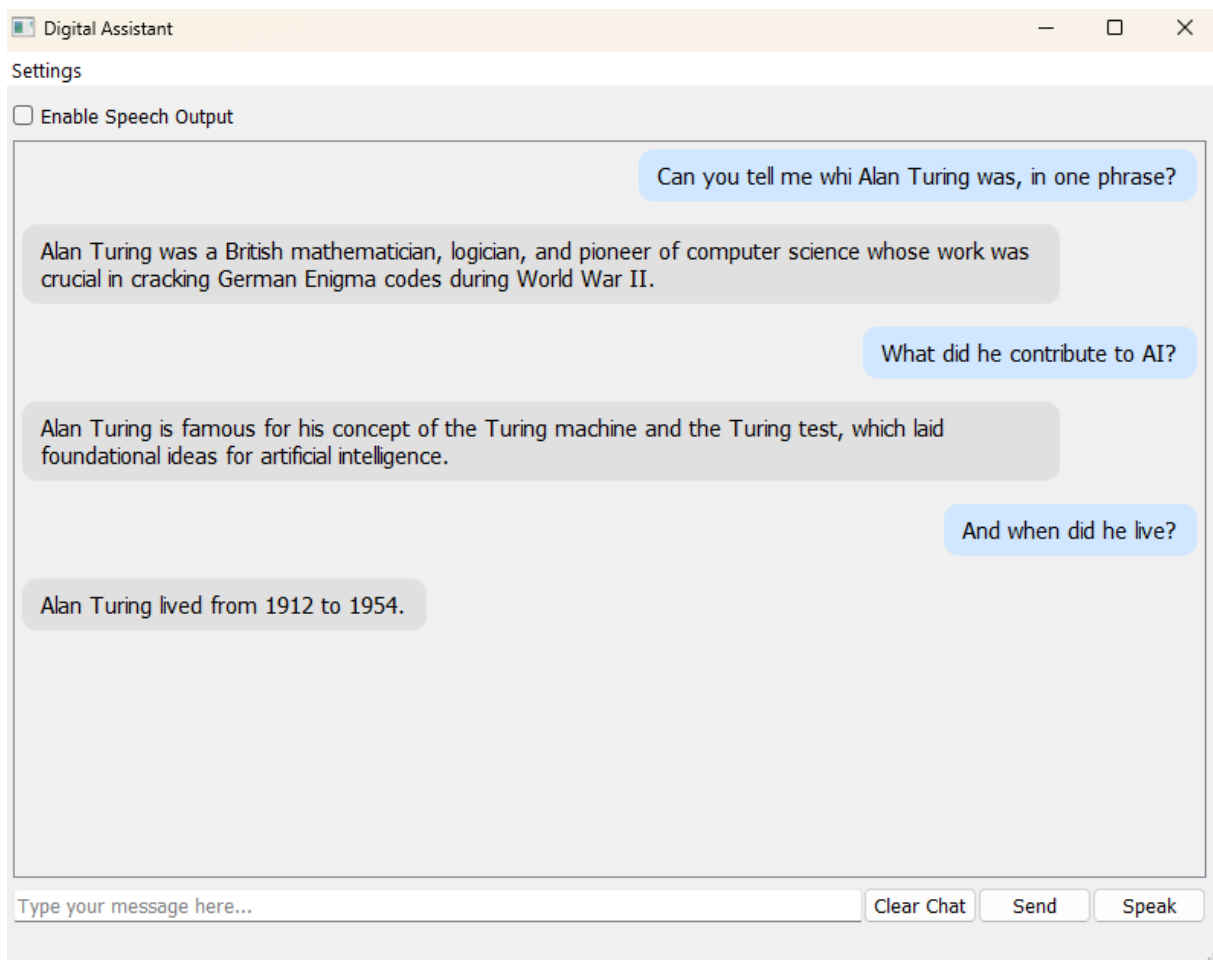 Digital Assistant
Settings
Enable Speech Output
Can you tell me whi Alan Turing was, in one phrase?
Alan Turing was a British mathematician, logician, and pioneer of computer science whose work was
crucial in cracking German Enigma codes during World War II.
What did he contribute to AI?
Alan Turing is famous for his concept of the Turing machine and the Turing test, which laid
foundational ideas for artificial intelligence.
And when did he live?
Alan Turing lived from 1912 to 1954.
Type your message here...
Clear Chat
Send
Speak